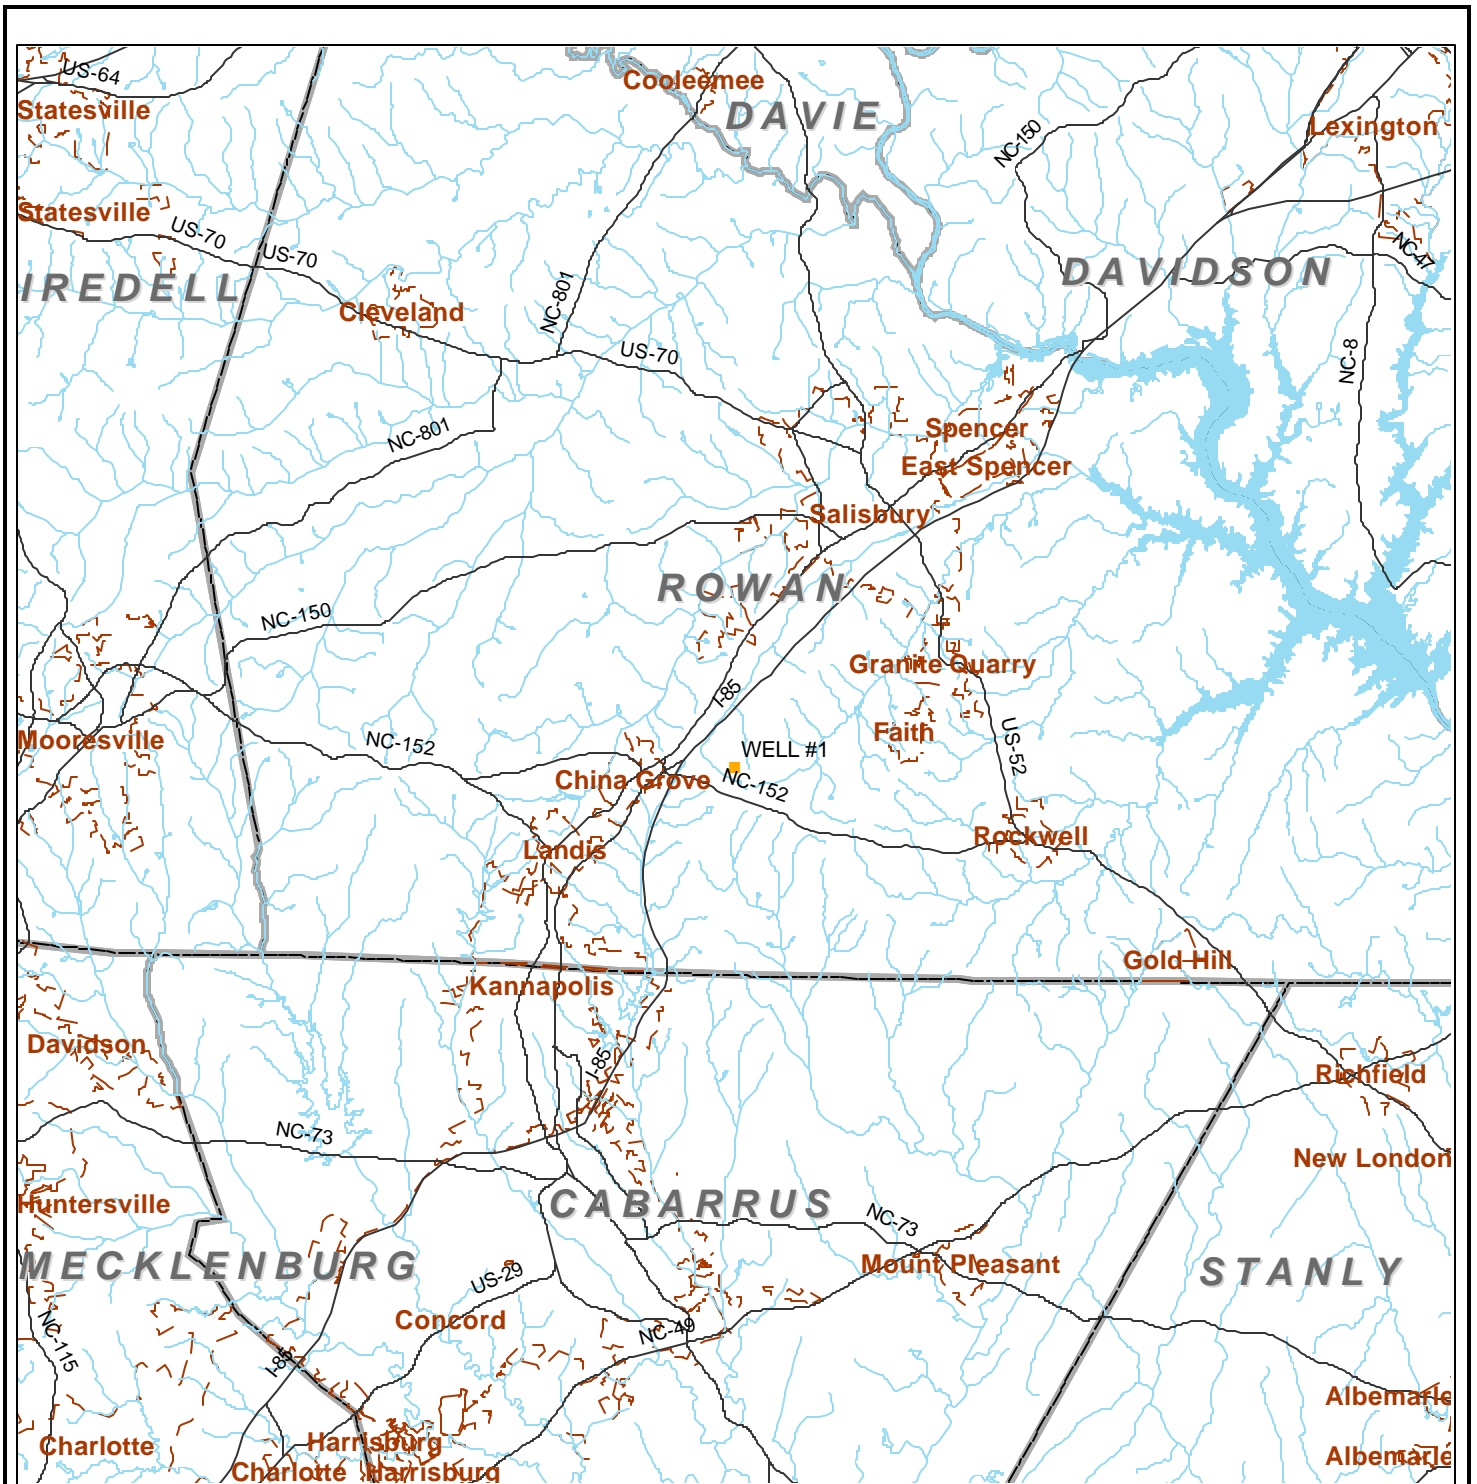 US-64
Cooleemee
Statesville
DAVIE
Lexington
NC-150
Statesville
US-70
US-70
NC-47
IREDELL
DAVIDSON
Cleveland
NC-801
US-70
NC-8
NC-801
Spencer
East Spencer
Salisbury
ROWAN
NC-150
Granite Quarry
I-85
Faith
Mooresville
NC-152
WELL #1
US-52
China Grove
NC-152
Rockwell
Landis
Gold Hill
Kannapolis
Davidson
I-85
Richfield
NC-73
New London
Huntersville
CABARRUS
NC-73
MECKLENBURG
Mount Pleasant
STANLY
US-29
Concord
NC-49
NC-115
I-85
Albemarle
Charlotte
Harrisburg
Albemarle
Charlotte
Harrisburg